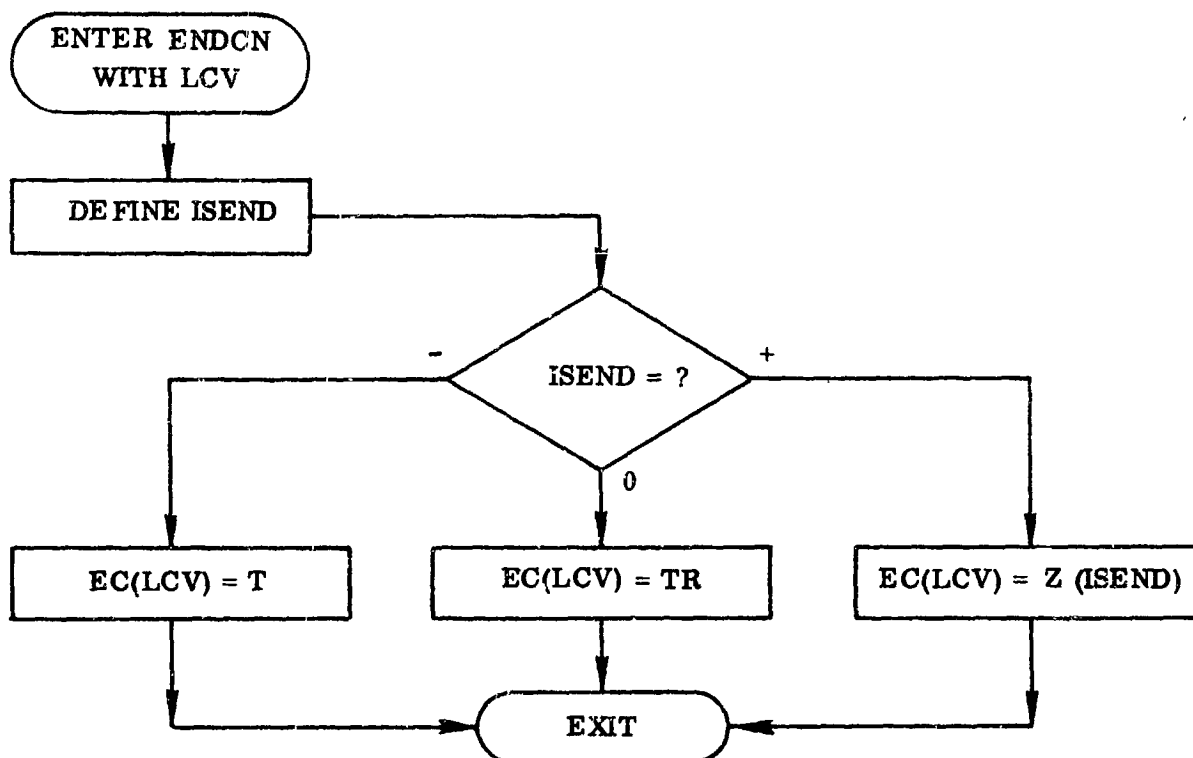 ENTER ENDCN
WITH LCV
DEFINE ISEND
-
ISEND = ?
+
0
EC(LCV) = T
EC(LCV) = TR
EC(LCV) = Z (ISEND)
EXIT